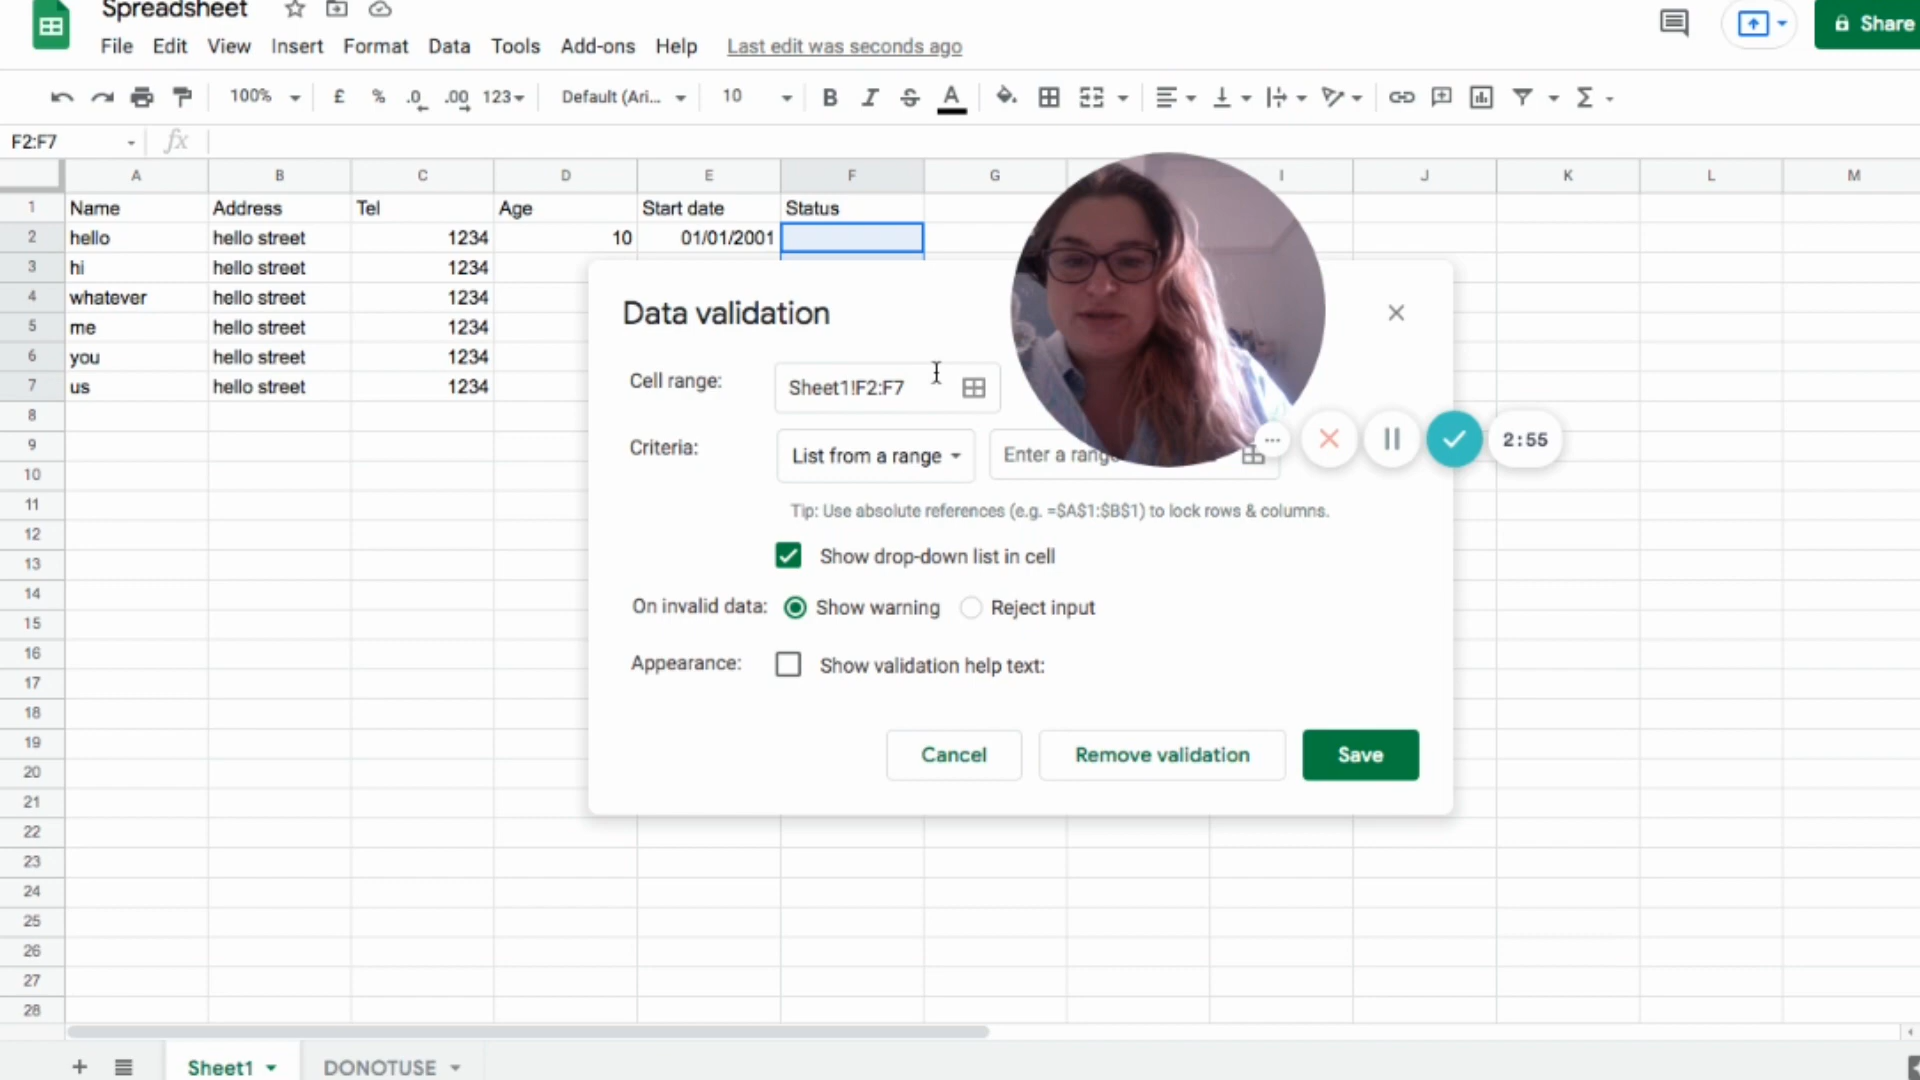 Spreadsheet
File Edit View Insert Format Data Tools Add-ons Help Last edit was seconds ago
Share
100% £ % .0 .00 123 Default (Ari... 10 B I S A Σ
F2:F7 fx
A B C D E F G I J K L M
1 Name Address Tel Age Start date Status
2 hello hello street 1234 10 01/01/2001
3 hi hello street 1234
4 whatever hello street 1234
5 me hello street 1234
6 you hello street 1234
7 us hello street 1234
8
9
10
11
12
13
14
15
16
17
18
19
20
21
22
23
24
25
26
27
28
Data validation
Cell range: Sheet1!F2:F7
Criteria: List from a range Enter a range
2:55
Tip: Use absolute references (e.g. =$A$1:$B$1) to lock rows & columns.
Show drop-down list in cell
On invalid data: Show warning Reject input
Appearance: Show validation help text:
Cancel Remove validation Save
Sheet1 DONOTUSE